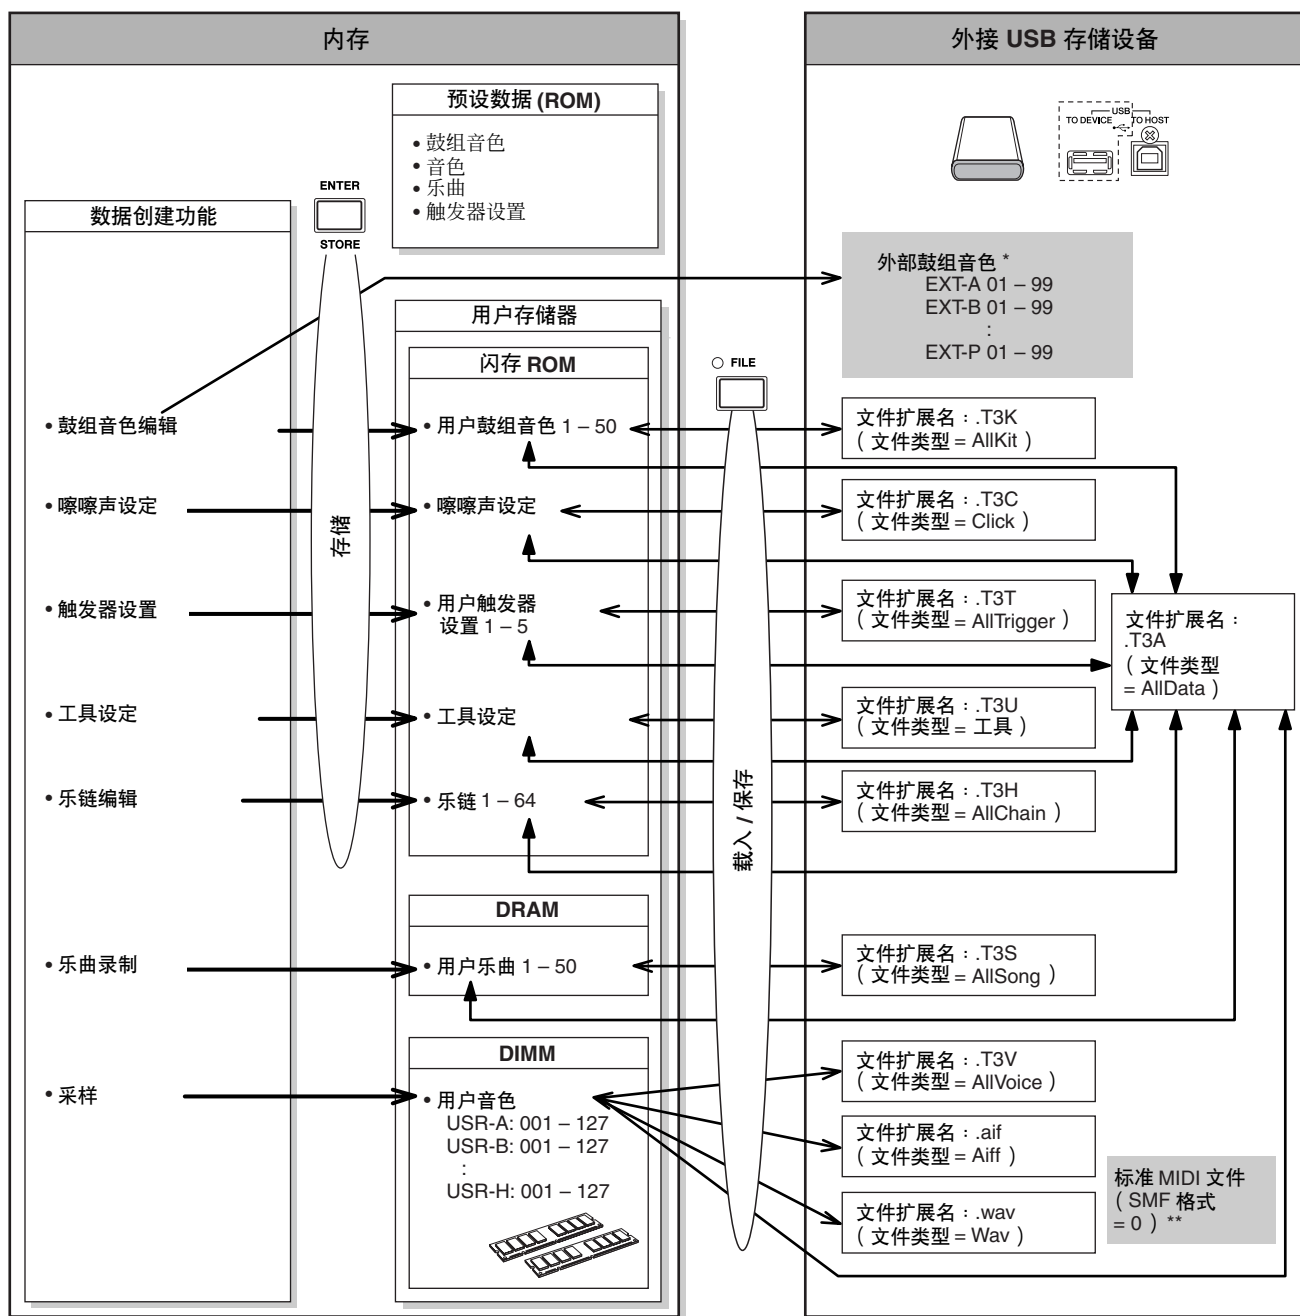 内存
预设数据 (ROM)
• 鼓组音色
• 音色
• 乐曲
• 触发器设置
ENTER
STORE
数据创建功能
• 鼓组音色编辑
• 嚓嚓声设定
• 触发器设置
• 工具设定
• 乐链编辑
• 乐曲录制
• 采样
存储
用户存储器
闪存 ROM
• 用户鼓组音色 1 – 50
• 嚓嚓声设定
• 用户触发器
设置 1 – 5
• 工具设定
• 乐链 1 – 64
DRAM
• 用户乐曲 1 – 50
DIMM
• 用户音色
USR-A: 001 – 127
USR-B: 001 – 127
:
USR-H: 001 – 127
FILE
载入 / 保存
外接 USB 存储设备
USB
TO DEVICE
TO HOST
外部鼓组音色 *
EXT-A 01 – 99
EXT-B 01 – 99
:
EXT-P 01 – 99
文件扩展名：.T3K
（文件类型 = AllKit）
文件扩展名：.T3C
（文件类型 = Click）
文件扩展名：.T3T
（文件类型 = AllTrigger）
文件扩展名：.T3U
（文件类型 = 工具）
文件扩展名：.T3H
（文件类型 = AllChain）
文件扩展名：
.T3A
（文件类型
= AllData）
文件扩展名：.T3S
（文件类型 = AllSong）
文件扩展名：.T3V
（文件类型 = AllVoice）
文件扩展名：.aif
（文件类型 = Aiff）
文件扩展名：.wav
（文件类型 = Wav）
标准 MIDI 文件
（SMF 格式
= 0）**